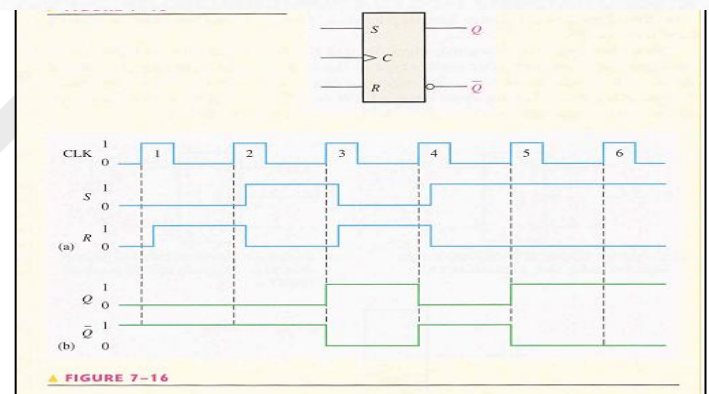 S Q
C
R Q̅
CLK 1 0 1 2 3 4 5 6
S 1 0
(a) R 1 0
Q 1 0
(b) Q̅ 1 0
▲ FIGURE 7–16